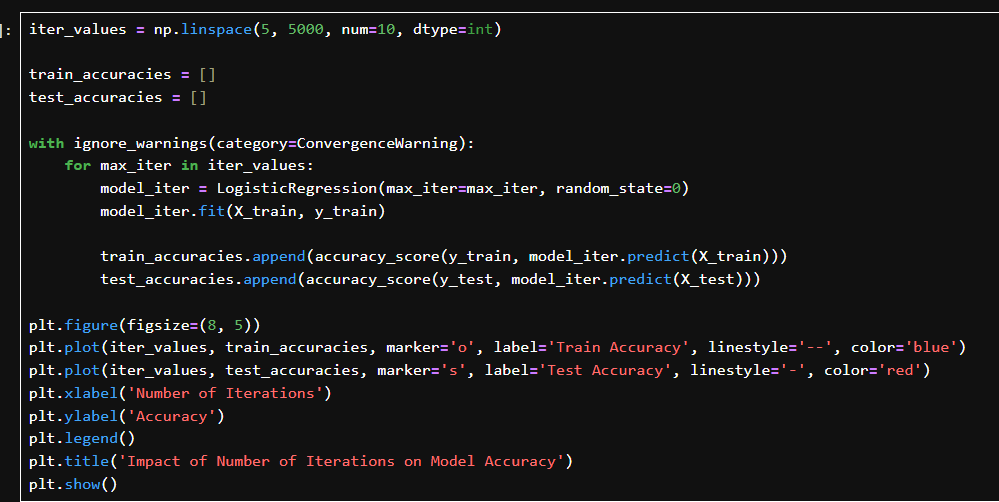 ]:
iter_values = np.linspace(5, 5000, num=10, dtype=int)
train_accuracies = []
test_accuracies = []
with ignore_warnings(category=ConvergenceWarning):
    for max_iter in iter_values:
        model_iter = LogisticRegression(max_iter=max_iter, random_state=0)
        model_iter.fit(X_train, y_train)
        train_accuracies.append(accuracy_score(y_train, model_iter.predict(X_train)))
        test_accuracies.append(accuracy_score(y_test, model_iter.predict(X_test)))
plt.figure(figsize=(8, 5))
plt.plot(iter_values, train_accuracies, marker='o', label='Train Accuracy', linestyle='--', color='blue')
plt.plot(iter_values, test_accuracies, marker='s', label='Test Accuracy', linestyle='-', color='red')
plt.xlabel('Number of Iterations')
plt.ylabel('Accuracy')
plt.legend()
plt.title('Impact of Number of Iterations on Model Accuracy')
plt.show()